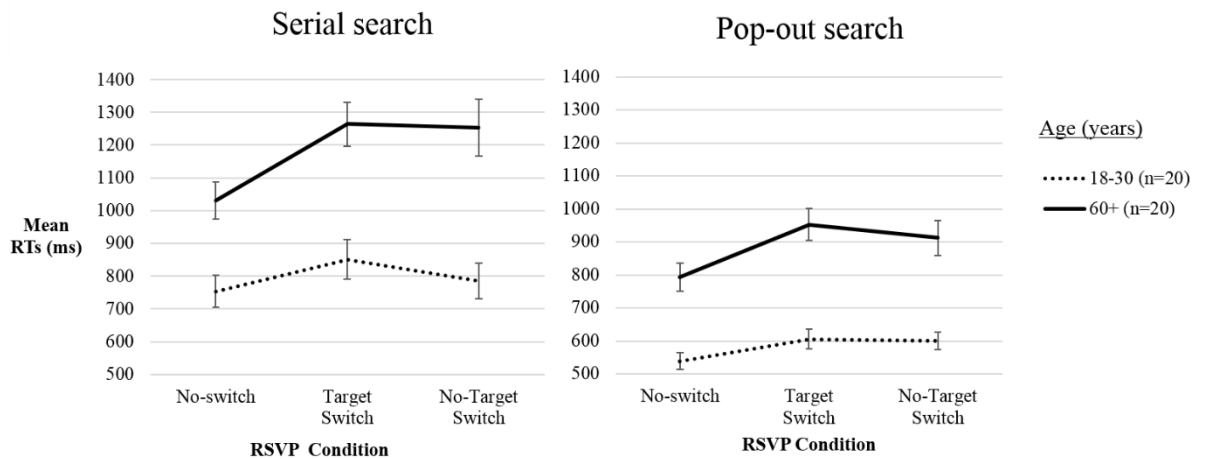 Serial search
1400
1300
1200
1100
1000
900
800
700
600
500
Mean
RTs (ms)
No-switch
Target
Switch
No-Target
Switch
RSVP Condition
Pop-out search
1400
1300
1200
1100
1000
900
800
700
600
500
No-switch
Target
Switch
No-Target
Switch
RSVP Condition
Age (years)
18-30 (n=20)
60+ (n=20)